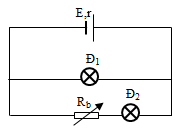 E,r
Đ1
Rb Đ2